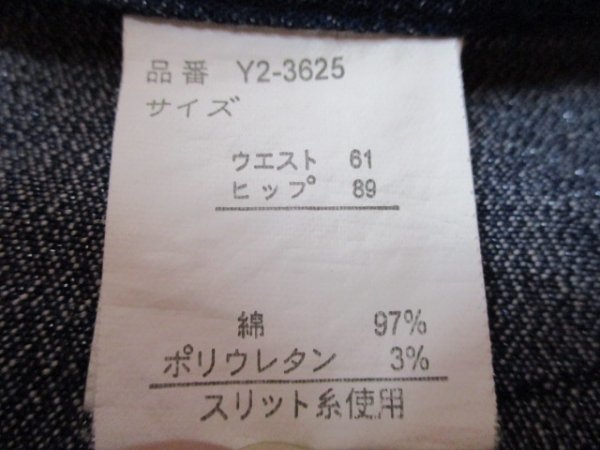 品番 Y2-3625
サイズ
ウエスト 61
ヒップ 89
綿 97%
ポリウレタン 3%
スリット糸使用